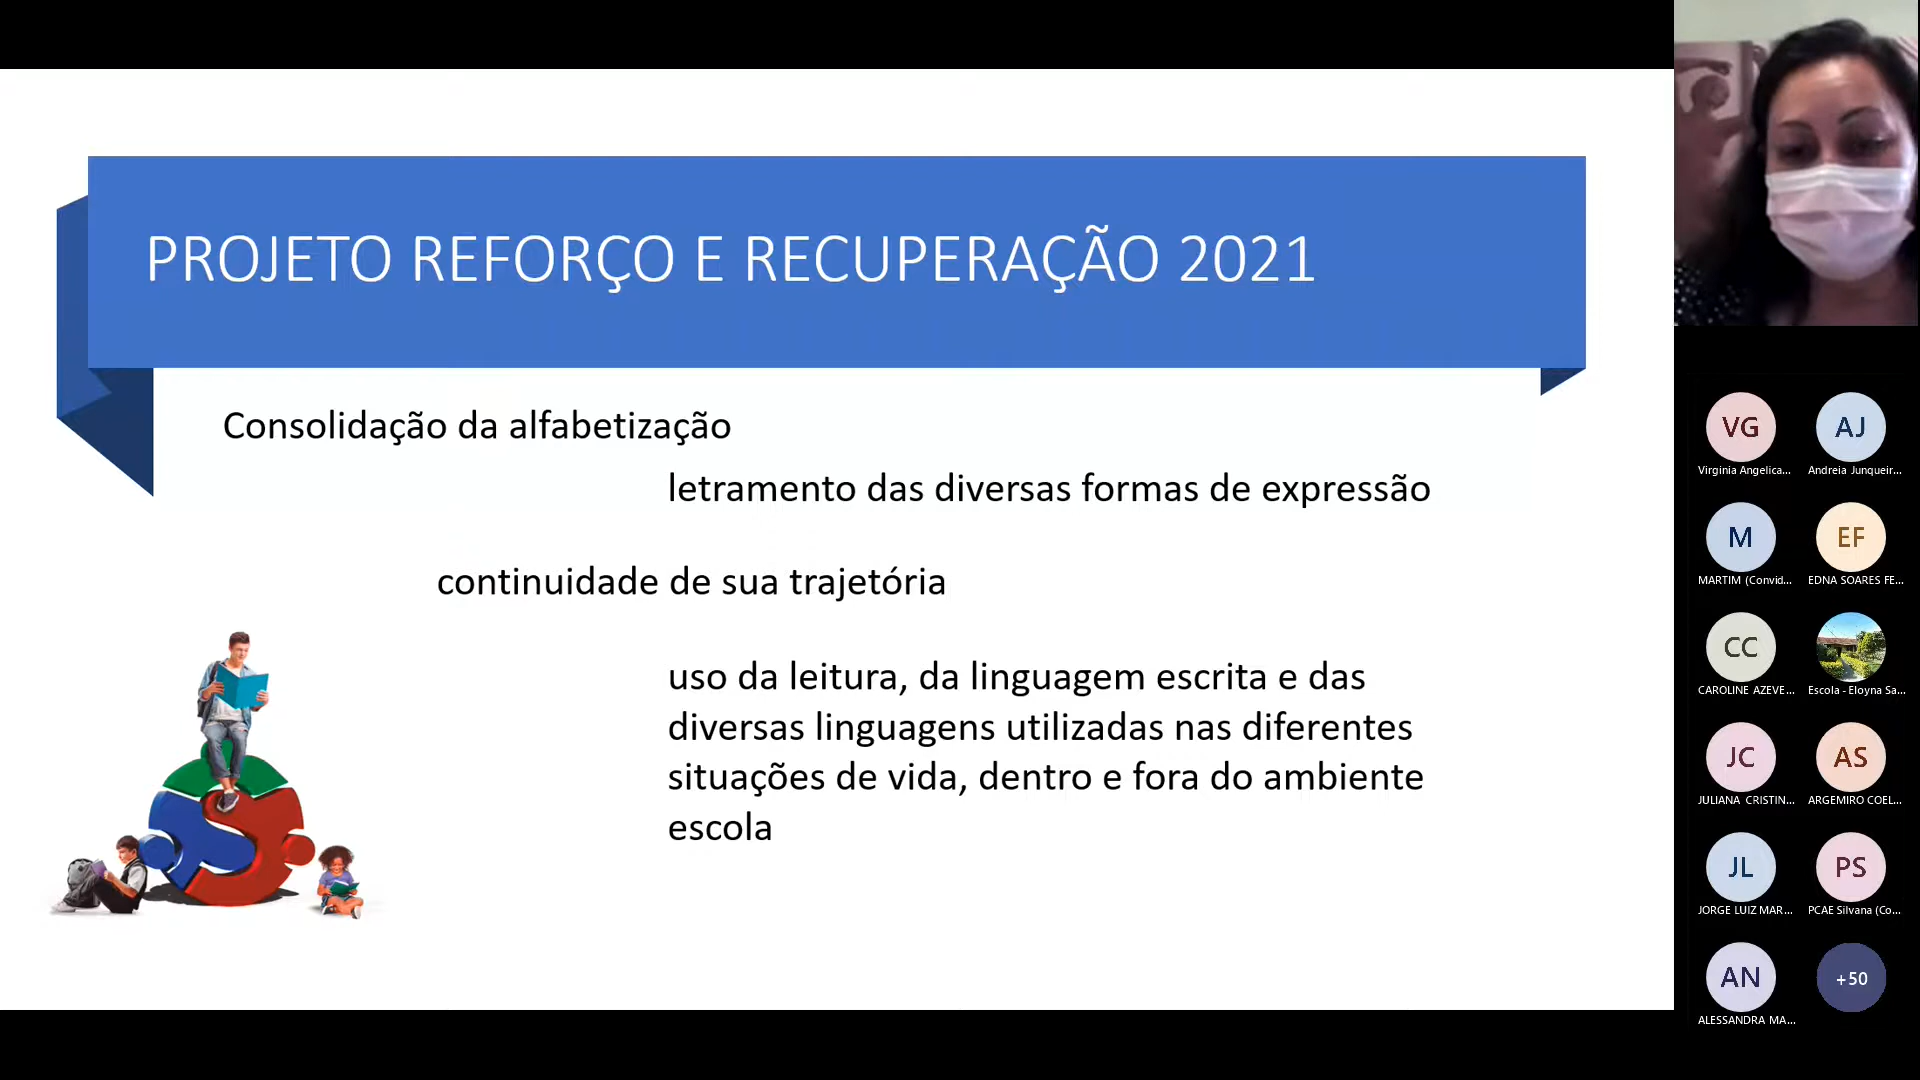 PROJETO REFORÇO E RECUPERAÇÃO 2021
Consolidação da alfabetização
letramento das diversas formas de expressão
continuidade de sua trajetória
uso da leitura, da linguagem escrita e das
diversas linguagens utilizadas nas diferentes
situações de vida, dentro e fora do ambiente
escola
VG
AJ
Virginia Angelica...
Andreia Junqueir...
M
EF
MARTIM (Convid...
EDNA SOARES FE...
CC
CAROLINE AZEVE...
Escola - Eloyna Sa...
JC
AS
JULIANA CRISTIN...
ARGEMIRO COEL...
JL
PS
JORGE LUIZ MAR...
PCAE Silvana (Co...
AN
+50
ALESSANDRA MA...